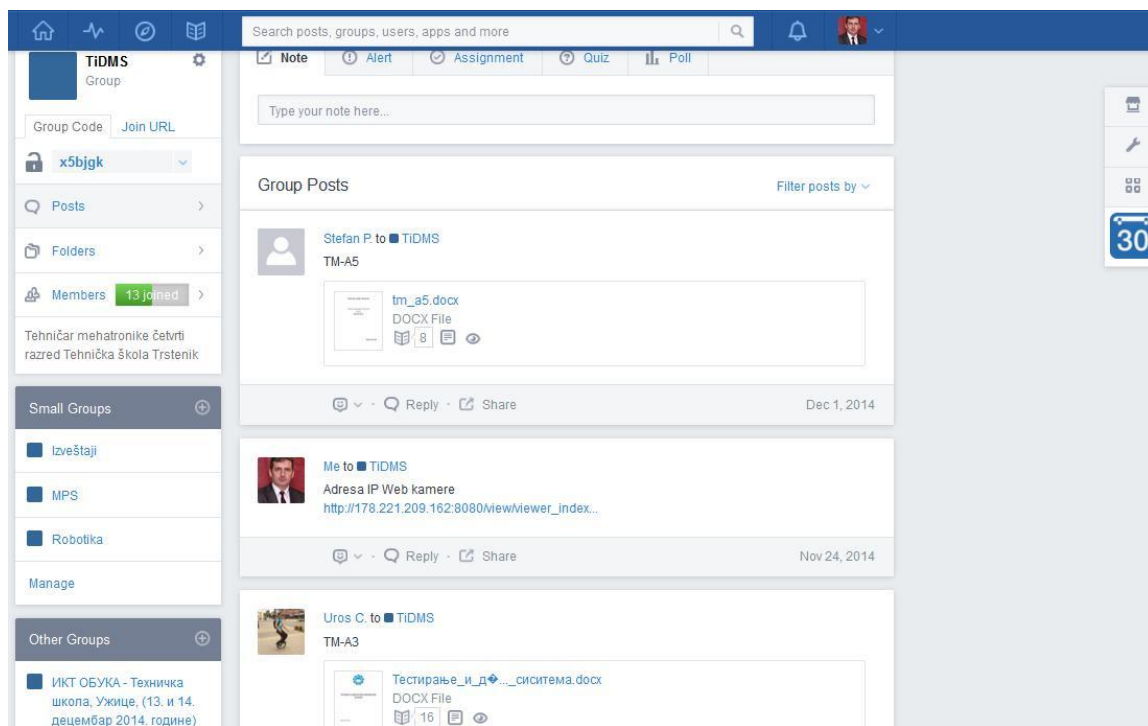 Search posts, groups, users, apps and more
TiDMS
Group
Group Code Join URL
x5bjgk
Posts
Folders
Members 13 joined
Tehničar mehatronike četvrti
razred Tehnička škola Trstenik
Small Groups
Izveštaji
MPS
Robotika
Manage
Other Groups
ИКТ ОБУКА - Техничка
школа, Ужице, (13. и 14.
децембар 2014. године)
Note Alert Assignment Quiz Poll
Type your note here...
Group Posts Filter posts by
Stefan P. to TiDMS
TM-A5
tm_a5.docx
DOCX File
8
Reply · Share Dec 1, 2014
Me to TiDMS
Adresa IP Web kamere
http://178.221.209.162:8080/view/viewer_index...
Reply · Share Nov 24, 2014
Uros C. to TiDMS
TM-A3
Тестирање_и_д�..._сиситема.docx
DOCX File
16
30